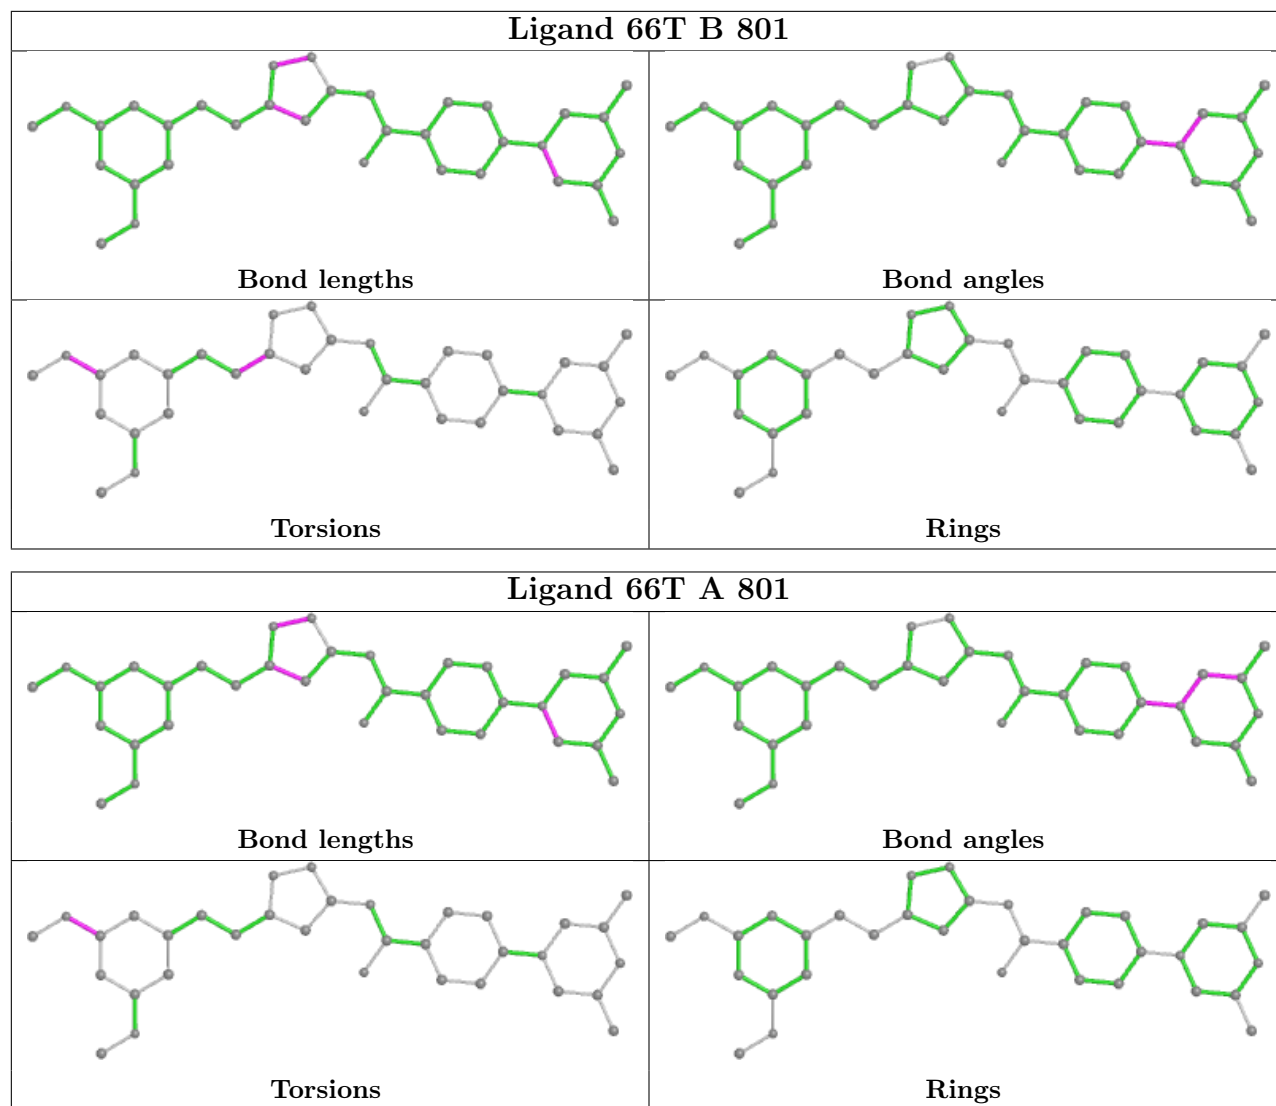 Ligand 66T B 801
Bond lengths
Bond angles
Torsions
Rings
Ligand 66T A 801
Bond lengths
Bond angles
Torsions
Rings